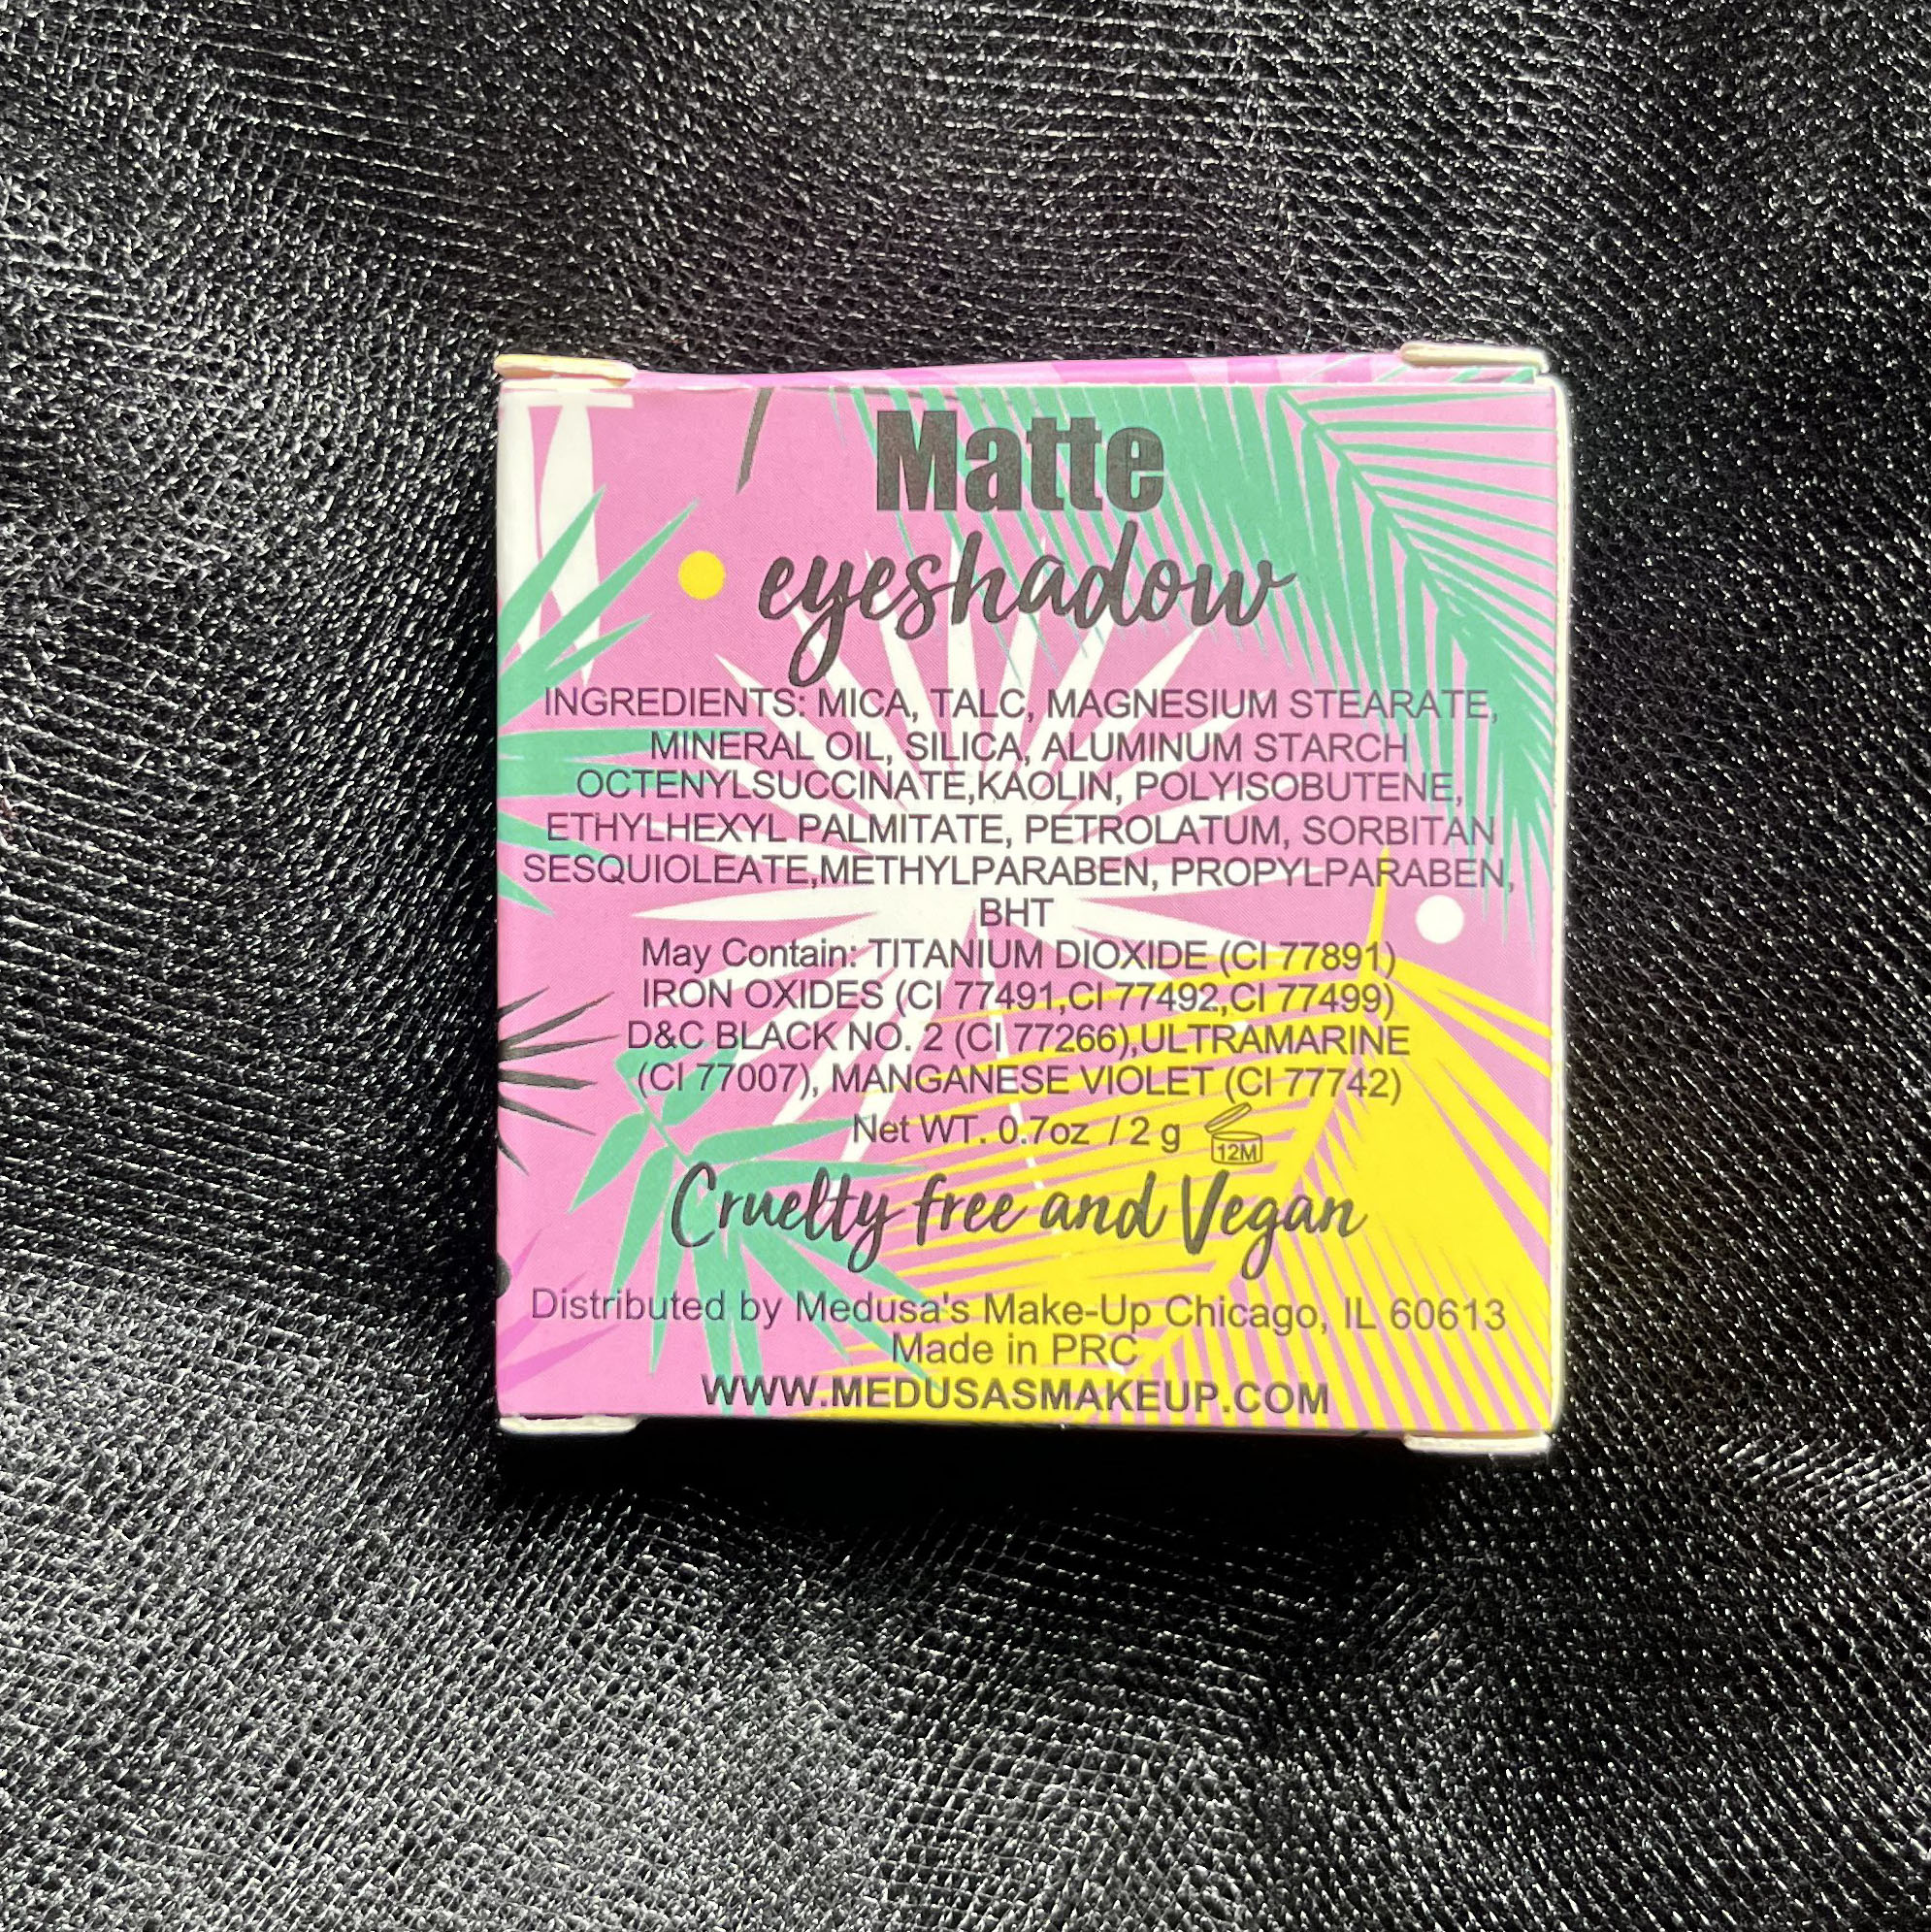 Matte
eyeshadow
INGREDIENTS: MICA, TALC, MAGNESIUM STEARATE,
MINERAL OIL, SILICA, ALUMINUM STARCH
OCTENYLSUCCINATE,KAOLIN, POLYISOBUTENE,
ETHYLHEXYL PALMITATE, PETROLATUM, SORBITAN
SESQUIOLEATE,METHYLPARABEN, PROPYLPARABEN,
BHT
May Contain: TITANIUM DIOXIDE (CI 77891)
IRON OXIDES (CI 77491,CI 77492,CI 77499)
D&C BLACK NO. 2 (CI 77266),ULTRAMARINE
(CI 77007), MANGANESE VIOLET (CI 77742)
Net WT. 0.7oz / 2 g 12M
Cruelty free and Vegan
Distributed by Medusa's Make-Up Chicago, IL 60613
Made in PRC
WWW.MEDUSASMAKEUP.COM